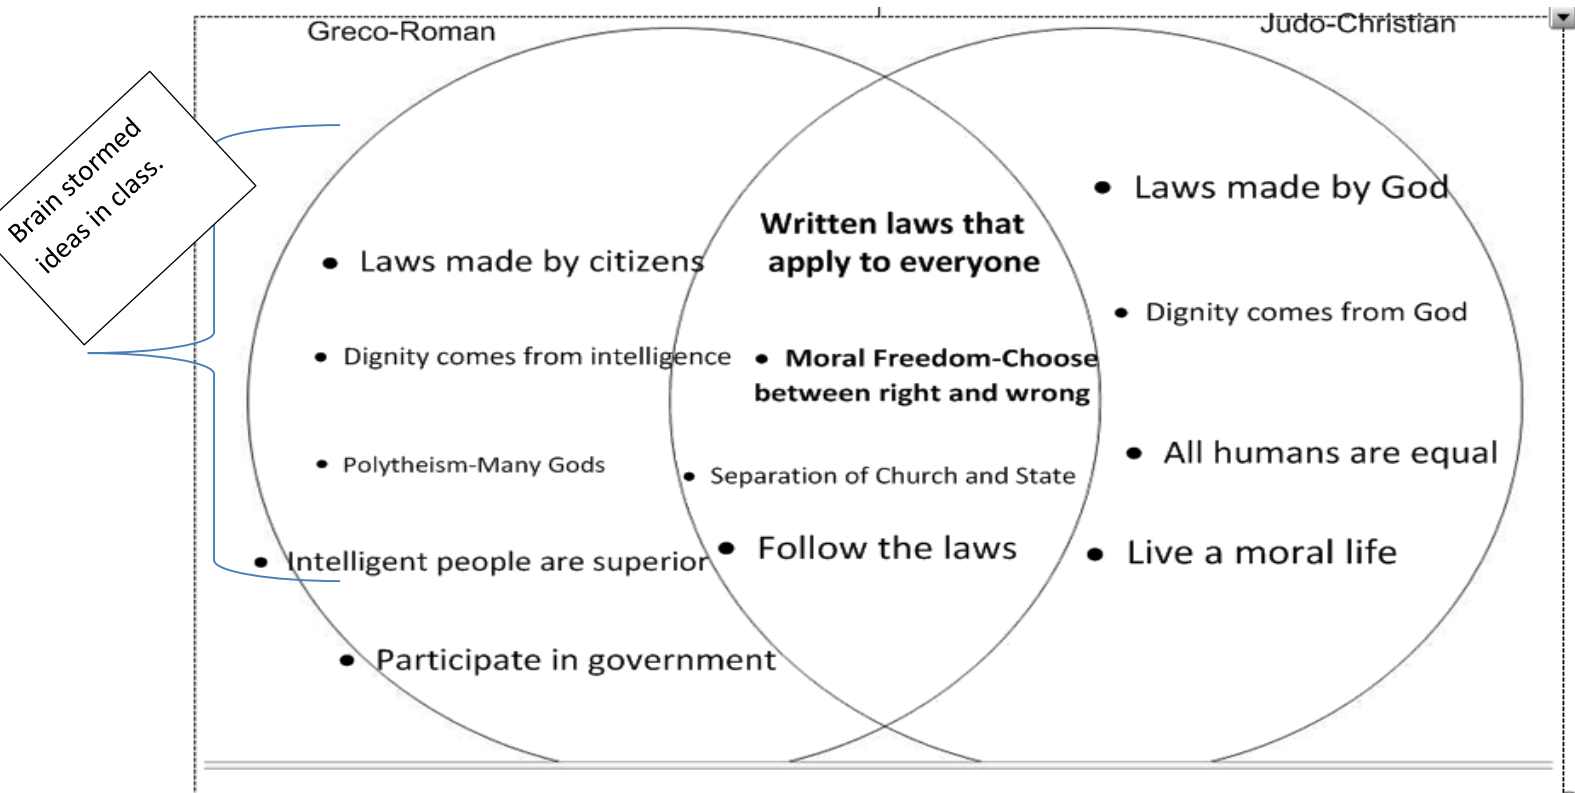 Greco-Roman
Judo-Christian
Brain stormed
ideas in class.
• Laws made by citizens
• Dignity comes from intelligence
• Polytheism-Many Gods
• Intelligent people are superior
• Participate in government
Written laws that
apply to everyone
• Moral Freedom-Choose
between right and wrong
• Separation of Church and State
• Follow the laws
• Laws made by God
• Dignity comes from God
• All humans are equal
• Live a moral life